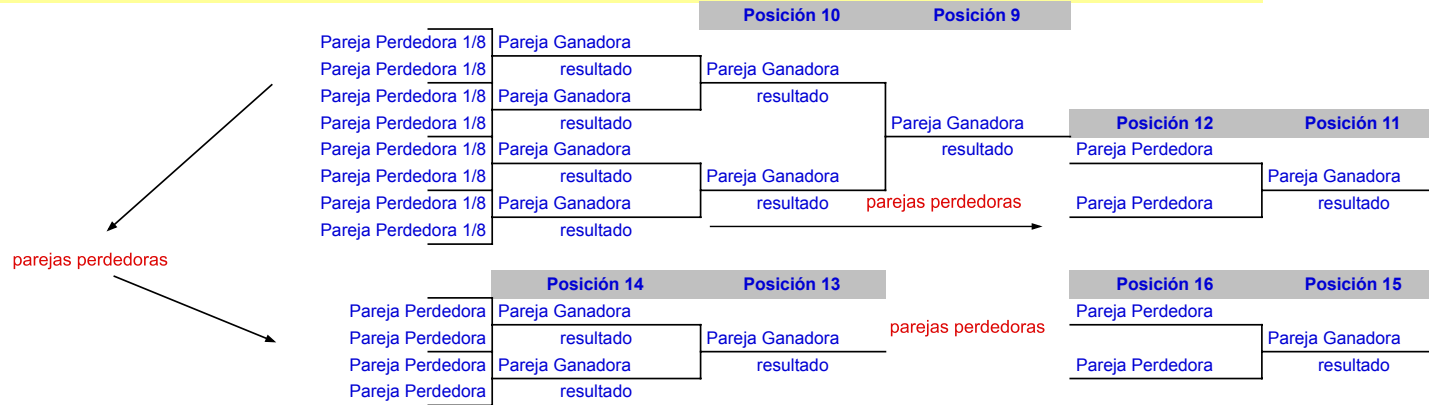 Posición 10 Posición 9
Pareja Perdedora 1/8 Pareja Ganadora
Pareja Perdedora 1/8 resultado Pareja Ganadora
Pareja Perdedora 1/8 Pareja Ganadora resultado
Pareja Perdedora 1/8 resultado Pareja Ganadora Posición 12 Posición 11
Pareja Perdedora 1/8 Pareja Ganadora resultado Pareja Perdedora
Pareja Perdedora 1/8 resultado Pareja Ganadora Pareja Ganadora
Pareja Perdedora 1/8 Pareja Ganadora resultado parejas perdedoras Pareja Perdedora resultado
Pareja Perdedora 1/8 resultado
parejas perdedoras
Posición 14 Posición 13 Posición 16 Posición 15
Pareja Perdedora Pareja Ganadora Pareja Perdedora
Pareja Perdedora resultado Pareja Ganadora parejas perdedoras Pareja Ganadora
Pareja Perdedora Pareja Ganadora resultado Pareja Perdedora resultado
Pareja Perdedora resultado